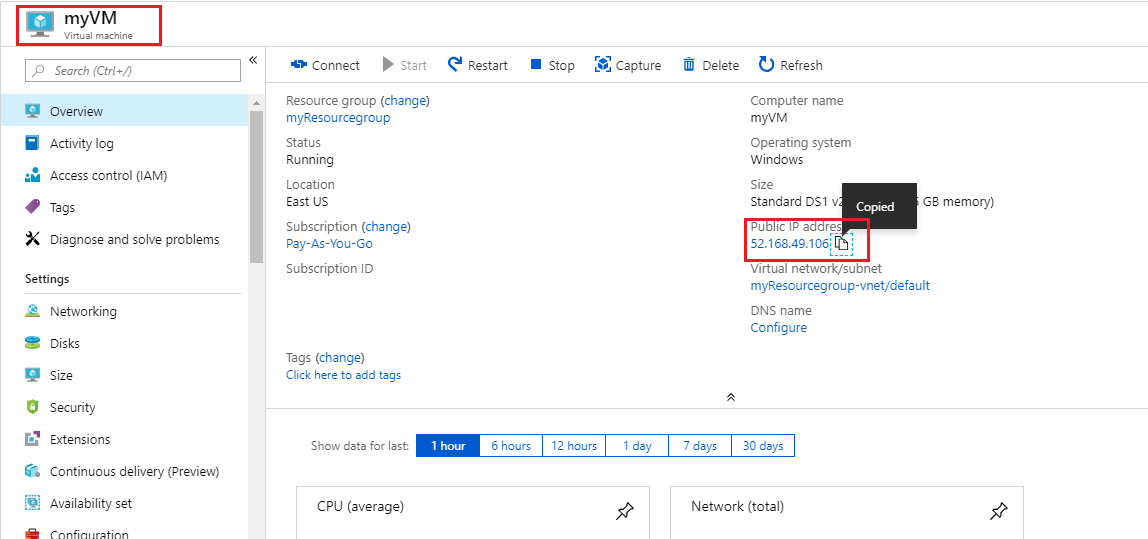 myVM
Virtual machine
Search (Ctrl+/)
«
Overview
Activity log
Access control (IAM)
Tags
Diagnose and solve problems
Settings
Networking
Disks
Size
Security
Extensions
Continuous delivery (Preview)
Availability set
Configuration
Connect Start Restart Stop Capture Delete Refresh
Resource group (change)
myResourcegroup
Status
Running
Location
East US
Subscription (change)
Pay-As-You-Go
Subscription ID
Computer name
myVM
Operating system
Windows
Size
Standard DS1 GB memory)
Copied
Public IP
52.168.49.106
Virtual network/subnet
myResourcegroup-vnet/default
DNS name
Configure
Tags (change)
Click here to add tags
Show data for last: 1 hour 6 hours 12 hours 1 day 7 days 30 days
CPU (average)
Network (total)